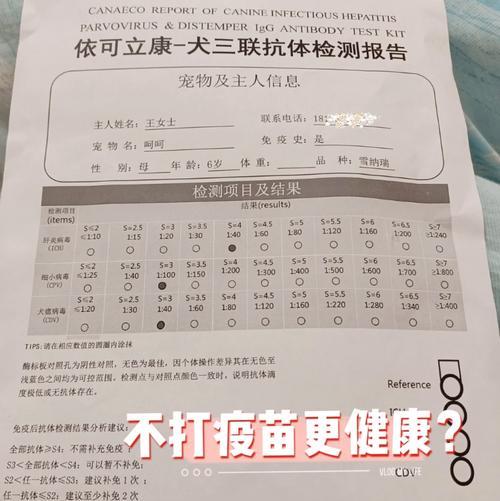 CANAECO REPORT OF CANINE INFECTIOUS HEPATITIS
PARVOVIRUS & DISTEMPER IgG ANTIBODY TEST KIT
依可立康-犬三联抗体检测报告
宠物及主人信息
主人姓名: 王女士 联系电话: 18
宠物名: 呵呵 免疫史: 是
性别: 母 年龄: 6岁 体重: 品种: 雪纳瑞
检测项目及结果
检测项目 (items) 结果(results)
S≤2 S=2.5 S=3 S=3.5 S=4 S=4.5 S=5 S=5.5 S=6 S=6.5 S≥7
肝炎病毒 (ICH) ≤1:10 1:15 1:20 1:30 1:40 1:60 1:80 1:120 1:160 1:200 ≥1:240
S≤2 S=2.5 S=3 S=3.5 S=4 S=4.5 S=5 S=5.5 S=6 S=6.5 S≥7
细小病毒 (CPV) ≤1:25 1:40 1:100 1:150 1:200 1:300 1:400 1:500 1:600 1:700 ≥1:800
S≤2 S=2.5 S=3 S=3.5 S=4 S=4.5 S=5 S=5.5 S=6 S=6.5 S≥7
犬瘟病毒 (CDV) 1:20 1:30 1:40 1:60 1:80 1:120 1:160 1:220 1:280 1:340 ≥1:400
TIPS: 请在相应数值的圆圈内涂抹
酶标板对照孔为阴性对照, 无色为最佳, 因个体操作差异其在无色至
浅蓝色之间均为可控范围。检测点与对照点颜色一致时, 说明抗体滴
度极低或无抗体存在。
Reference
免疫后抗体检测结果分析建议:
全部抗体≥S4: 不需补充免疫;
S3<全部抗体<S4: 可以暂不补免;
S2<任一抗体≤S3: 建议补免1次;
任一抗体≤S2: 建议至少补免2次
CDV
不打疫苗更健康?